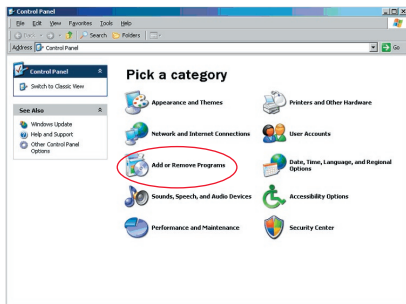 Control Panel
File Edit View Favorites Tools Help
Back Search Folders
Address Control Panel Go
Control Panel
Switch to Classic View
See Also
Windows Update
Help and Support
Other Control Panel
Options
Pick a category
Appearance and Themes
Printers and Other Hardware
Network and Internet Connections
User Accounts
Add or Remove Programs
Date, Time, Language, and Regional
Options
Sounds, Speech, and Audio Devices
Accessibility Options
Performance and Maintenance
Security Center